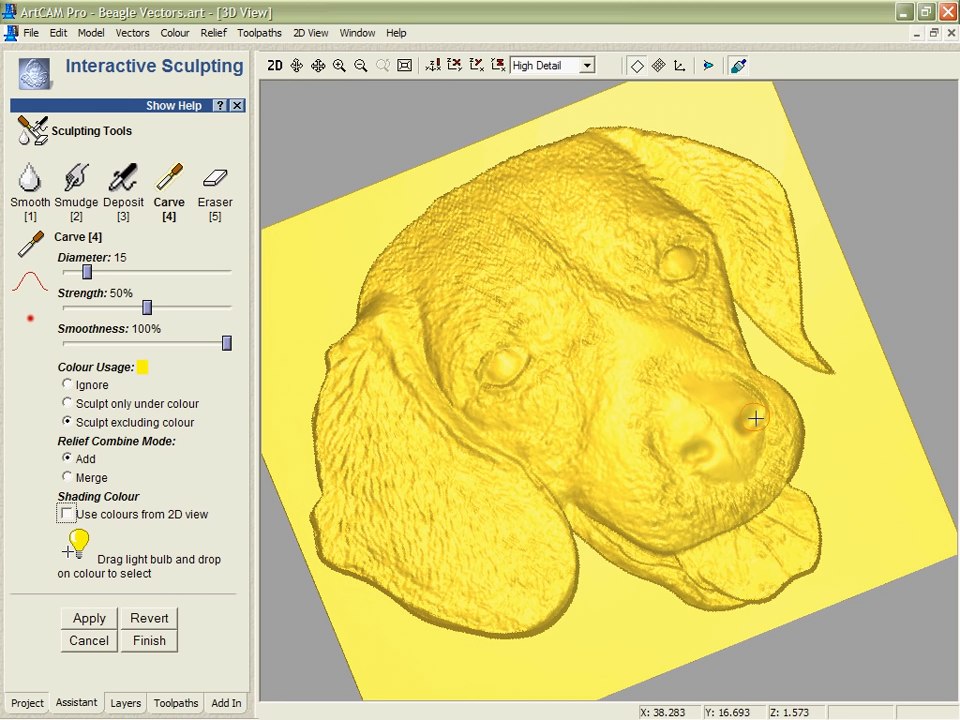 ArtCAM Pro - Beagle Vectors.art - [3D View]
File Edit Model Vectors Colour Relief Toolpaths 2D View Window Help
Interactive Sculpting
2D
High Detail
Show Help ?
Sculpting Tools
Smooth Smudge Deposit Carve Eraser
[1] [2] [3] [4] [5]
Carve [4]
Diameter: 15
Strength: 50%
Smoothness: 100%
Colour Usage:
Ignore
Sculpt only under colour
Sculpt excluding colour
Relief Combine Mode:
Add
Merge
Shading Colour
Use colours from 2D view
Drag light bulb and drop
on colour to select
Apply Revert
Cancel Finish
Project Assistant Layers Toolpaths Add In
X: 38.283 Y: 16.693 Z: 1.573